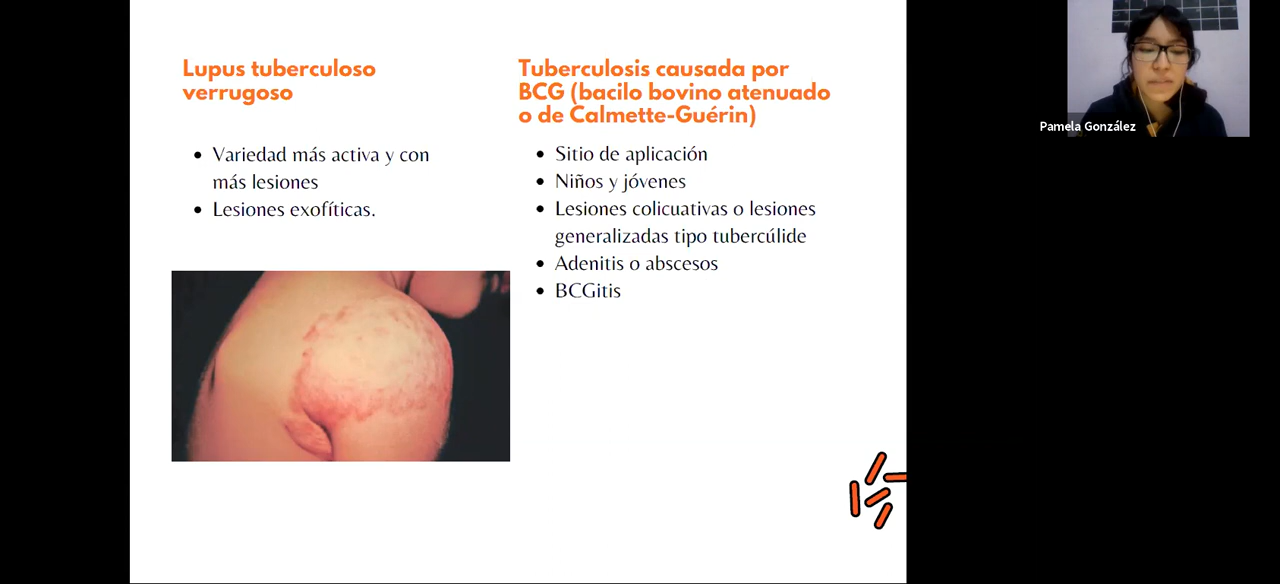 Lupus tuberculoso
verrugoso
• Variedad más activa y con
más lesiones
• Lesiones exofíticas.
Tuberculosis causada por
BCG (bacilo bovino atenuado
o de Calmette-Guérin)
• Sitio de aplicación
• Niños y jóvenes
• Lesiones colicuativas o lesiones
generalizadas tipo tubercúlide
• Adenitis o abscesos
• BCGitis
Pamela González